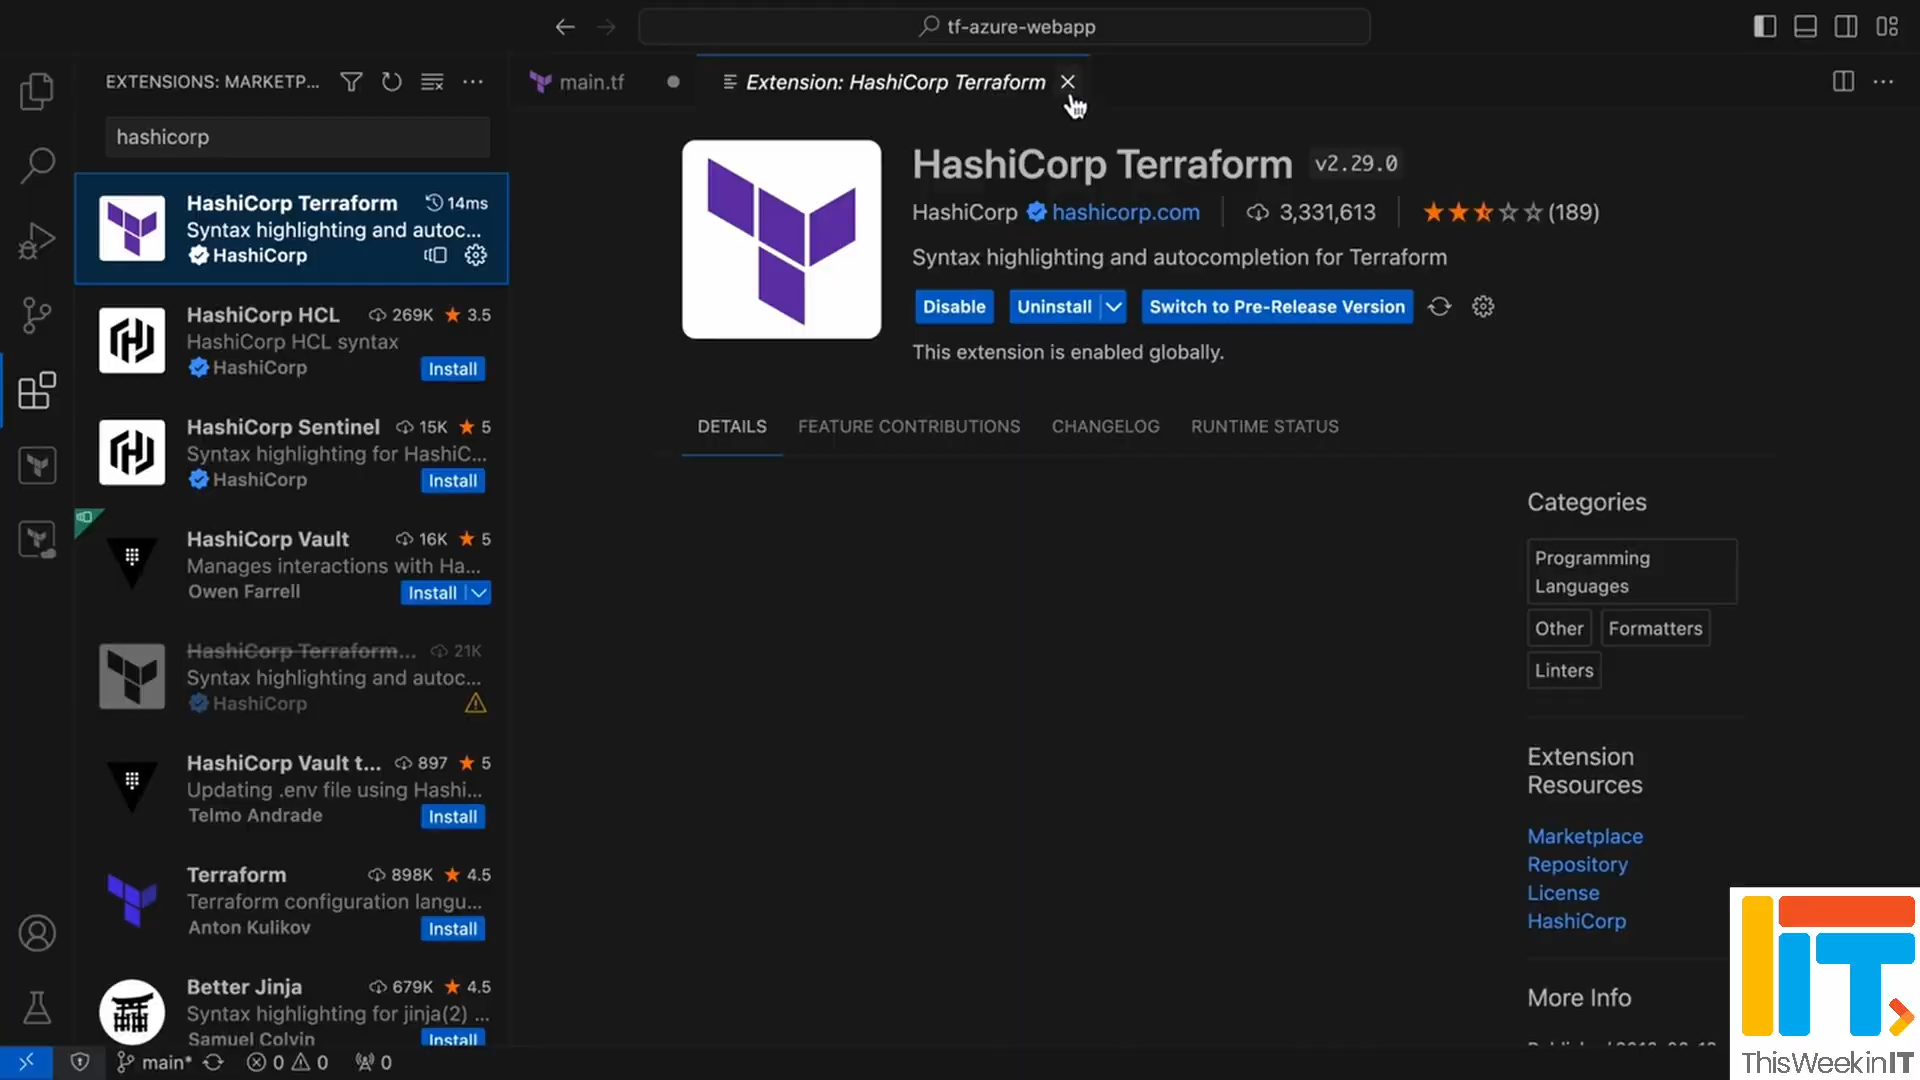 tf-azure-webapp
EXTENSIONS: MARKETP...
main.tf
Extension: HashiCorp Terraform
hashicorp
HashiCorp Terraform 14ms
Syntax highlighting and autoc...
HashiCorp
HashiCorp HCL 269K 3.5
HashiCorp HCL syntax
HashiCorp Install
HashiCorp Sentinel 15K 5
Syntax highlighting for HashiC...
HashiCorp Install
HashiCorp Vault 16K 5
Manages interactions with Ha...
Owen Farrell Install
HashiCorp Terraform... 21K
Syntax highlighting and autoc...
HashiCorp
HashiCorp Vault t... 897 5
Updating .env file using Hashi...
Telmo Andrade Install
Terraform 898K 4.5
Terraform configuration langu...
Anton Kulikov Install
Better Jinja 679K 4.5
Syntax highlighting for jinja(2) ...
Samuel Colvin Install
HashiCorp Terraform v2.29.0
HashiCorp hashicorp.com 3,331,613 (189)
Syntax highlighting and autocompletion for Terraform
Disable Uninstall Switch to Pre-Release Version
This extension is enabled globally.
DETAILS FEATURE CONTRIBUTIONS CHANGELOG RUNTIME STATUS
Categories
Programming
Languages
Other Formatters
Linters
Extension
Resources
Marketplace
Repository
License
HashiCorp
More Info
main* 0 0 0
IT
ThisWeekinIT